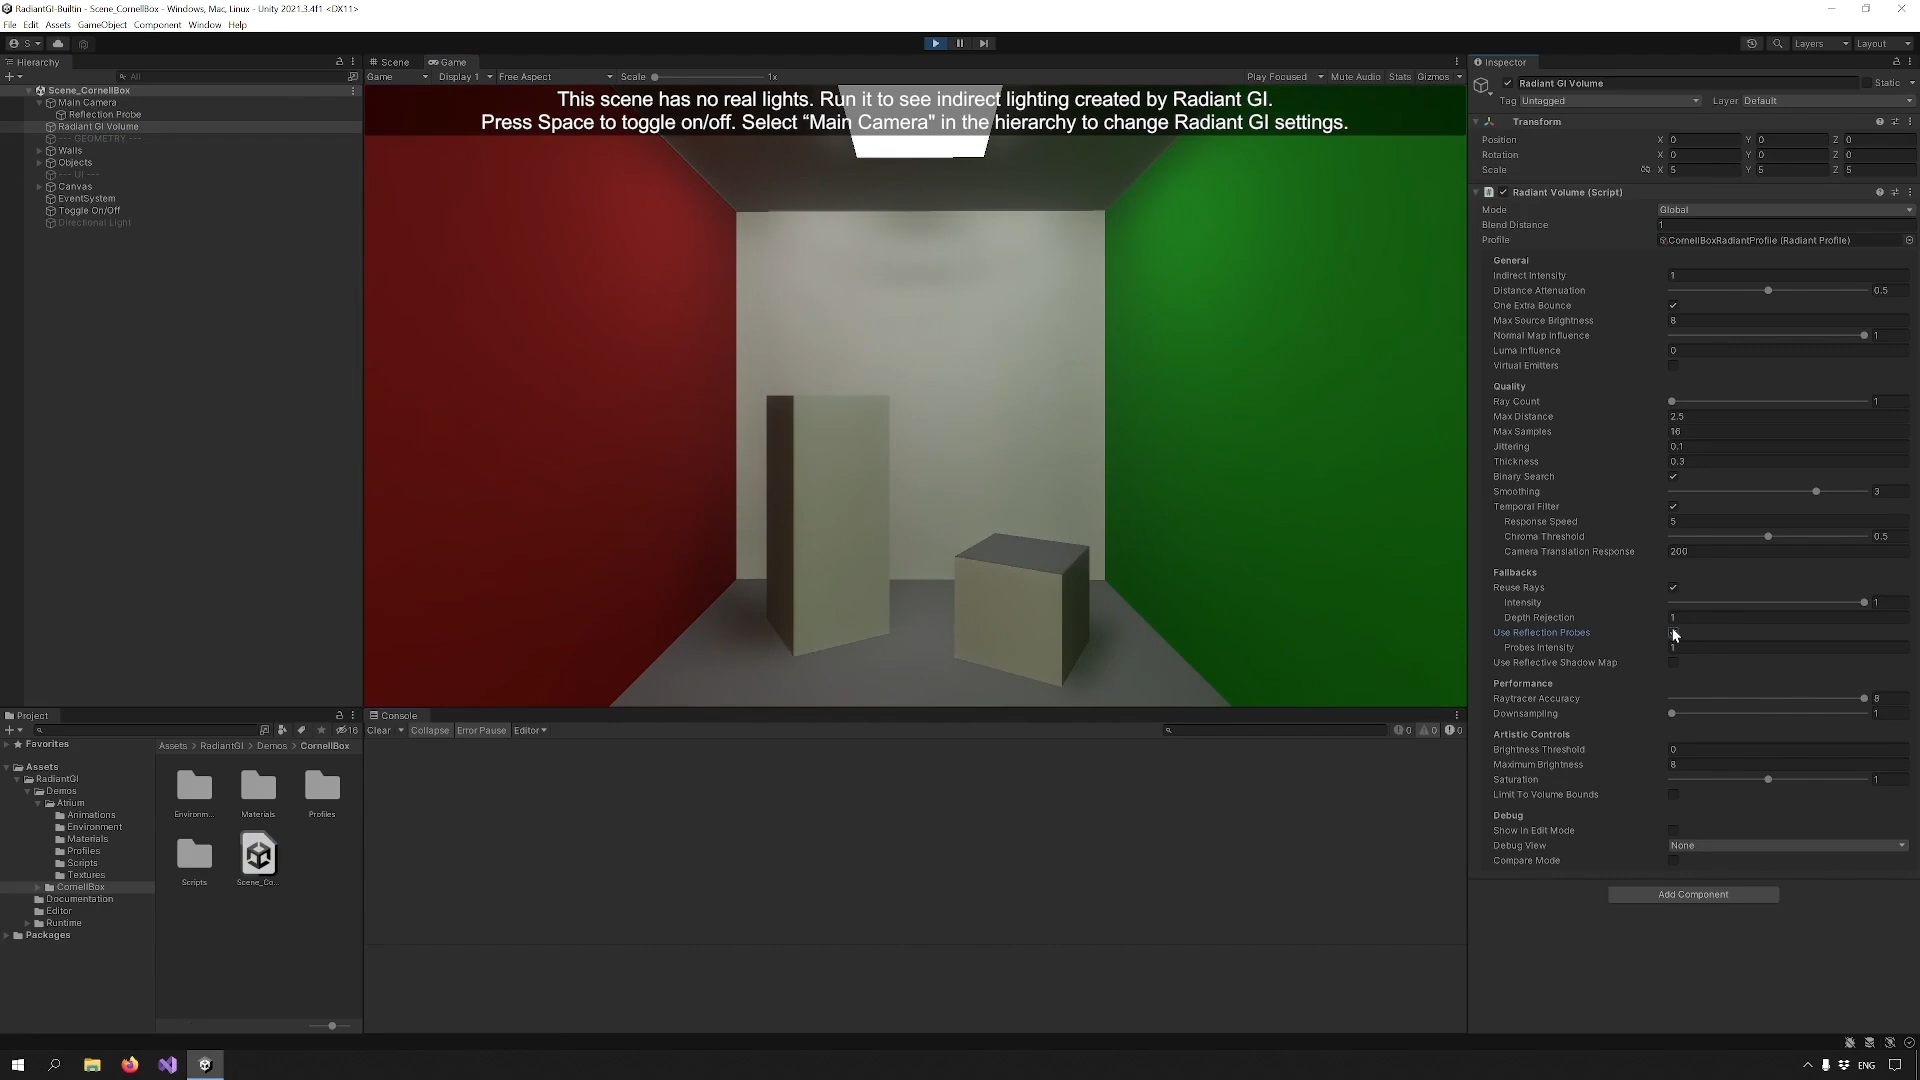 RadiantGI-Builtin - Scene_CornellBox - Windows, Mac, Linux - Unity 2021.3.4f1 <DX11>
File Edit Assets GameObject Component Window Help
S
Layers Layout
Hierarchy
All
Scene_CornellBox
Main Camera
Reflection Probe
Radiant GI Volume
--- GEOMETRY ---
Walls
Objects
--- UI ---
Canvas
EventSystem
Toggle On/Off
Directional Light
Scene Game
Game Display 1 Free Aspect Scale 1x Play Focused Mute Audio Stats Gizmos
This scene has no real lights. Run it to see indirect lighting created by Radiant GI.
Press Space to toggle on/off. Select “Main Camera" in the hierarchy to change Radiant GI settings.
Inspector
Radiant GI Volume Static
Tag Untagged Layer Default
Transform
Position X 0 Y 0 Z 0
Rotation X 0 Y 0 Z 0
Scale X 5 Y 5 Z 5
Radiant Volume (Script)
Mode Global
Blend Distance 1
Profile CornellBoxRadiantProfile (Radiant Profile)
General
Indirect Intensity 1
Distance Attenuation 0.5
One Extra Bounce
Max Source Brightness 8
Normal Map Influence 1
Luma Influence 0
Virtual Emitters
Quality
Ray Count 1
Max Distance 2.5
Max Samples 16
Jittering 0.1
Thickness 0.3
Binary Search
Smoothing 3
Temporal Filter
Response Speed 5
Chroma Threshold 0.5
Camera Translation Response 200
Fallbacks
Reuse Rays
Intensity 1
Depth Rejection 1
Use Reflection Probes
Probes Intensity 1
Use Reflective Shadow Map
Performance
Raytracer Accuracy 8
Downsampling 1
Artistic Controls
Brightness Threshold 0
Maximum Brightness 8
Saturation 1
Limit To Volume Bounds
Debug
Show In Edit Mode
Debug View None
Compare Mode
Add Component
Project
16
Favorites
Assets
RadiantGI
Demos
Atrium
Animations
Environment
Materials
Profiles
Scripts
Textures
CornellBox
Documentation
Editor
Runtime
Packages
Assets RadiantGI Demos CornellBox
Environm... Materials Profiles
Scripts Scene_Co...
Console
Clear Collapse Error Pause Editor
0 0 0
ENG